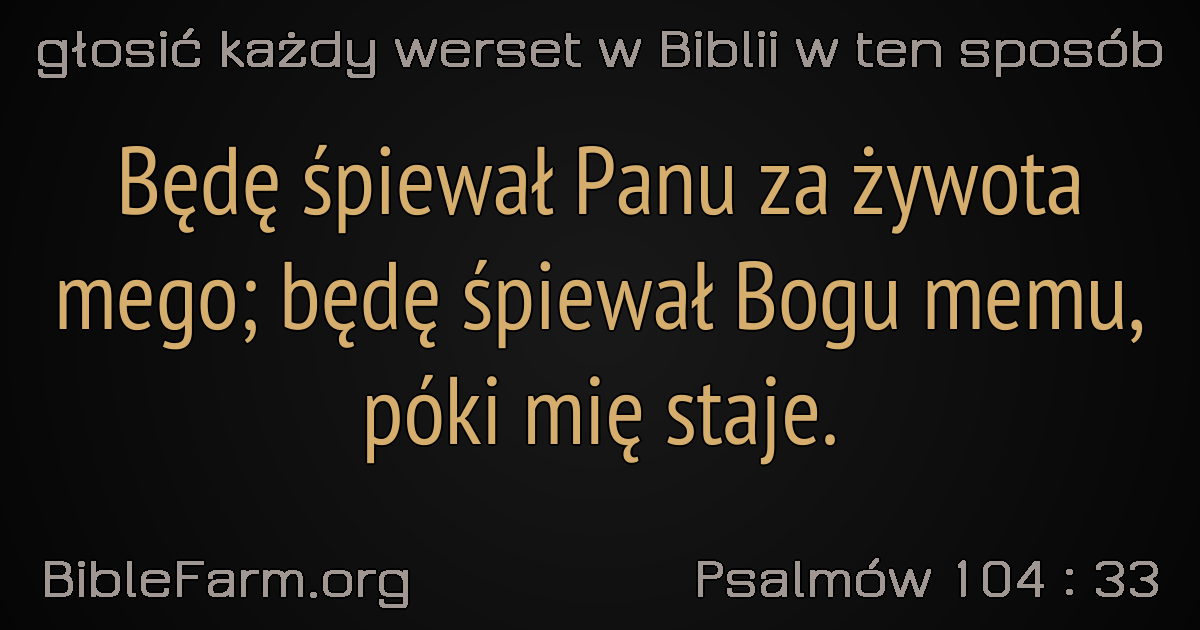 głosić każdy werset w Biblii w ten sposób
Będę śpiewał Panu za żywota
mego; będę śpiewał Bogu memu,
póki mię staje.
BibleFarm.org
Psalmów 104 : 33